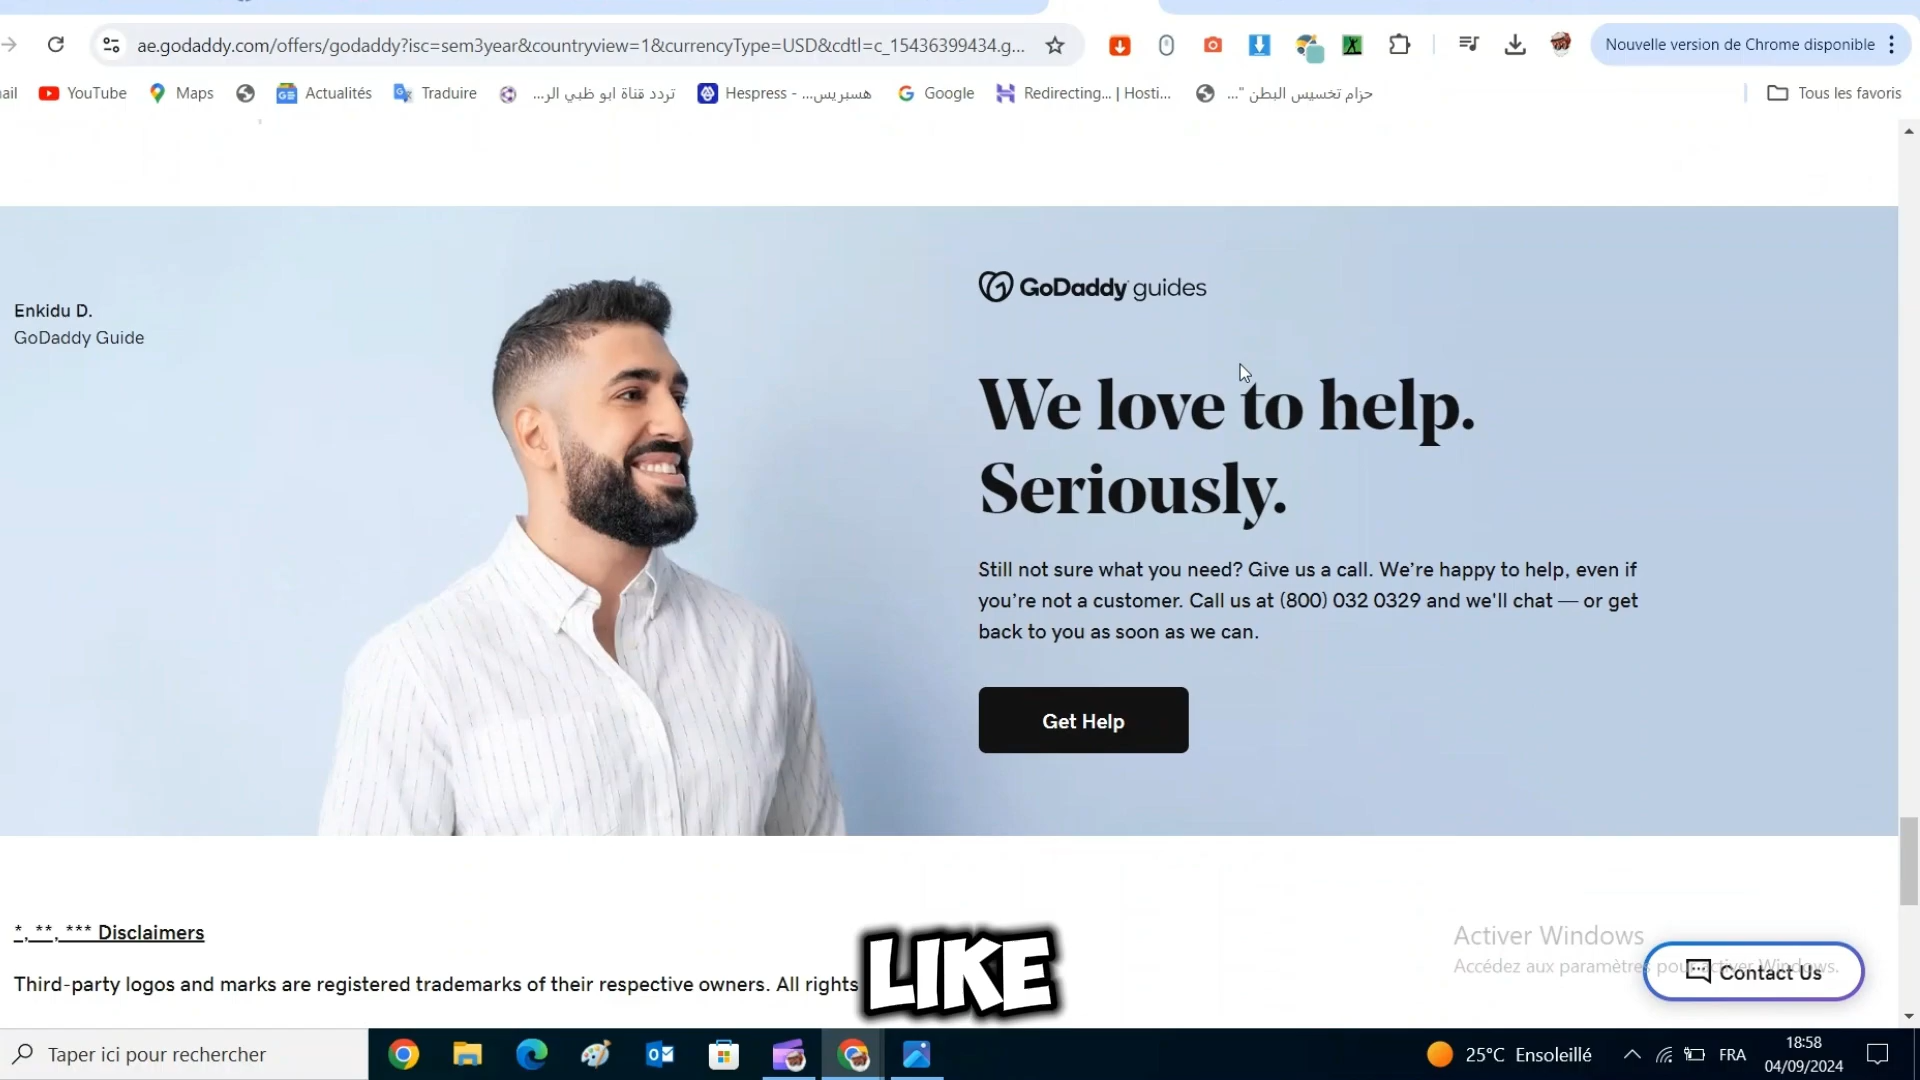 ae.godaddy.com/offers/godaddy?isc=sem3year&countryview=1&currencyType=USD&cdtl=c_15436399434.g...
Nouvelle version de Chrome disponible
ail
YouTube
Maps
Actualités
Traduire
تردد قناة ابو ظبي الر...
Hespress - هسبريس...
Google
Redirecting... | Hosti...
حزام تخسيس البطن "...
Tous les favoris
Enkidu D.
GoDaddy Guide
GoDaddy guides
We love to help.
Seriously.
Still not sure what you need? Give us a call. We're happy to help, even if
you're not a customer. Call us at (800) 032 0329 and we'll chat — or get
back to you as soon as we can.
Get Help
*, **, *** Disclaimers
Third-party logos and marks are registered trademarks of their respective owners. All rights
LIKE
Activer Windows
Accédez aux paramètres pour activer Windows.
Contact Us
Taper ici pour rechercher
25°C Ensoleillé
FRA
18:58
04/09/2024